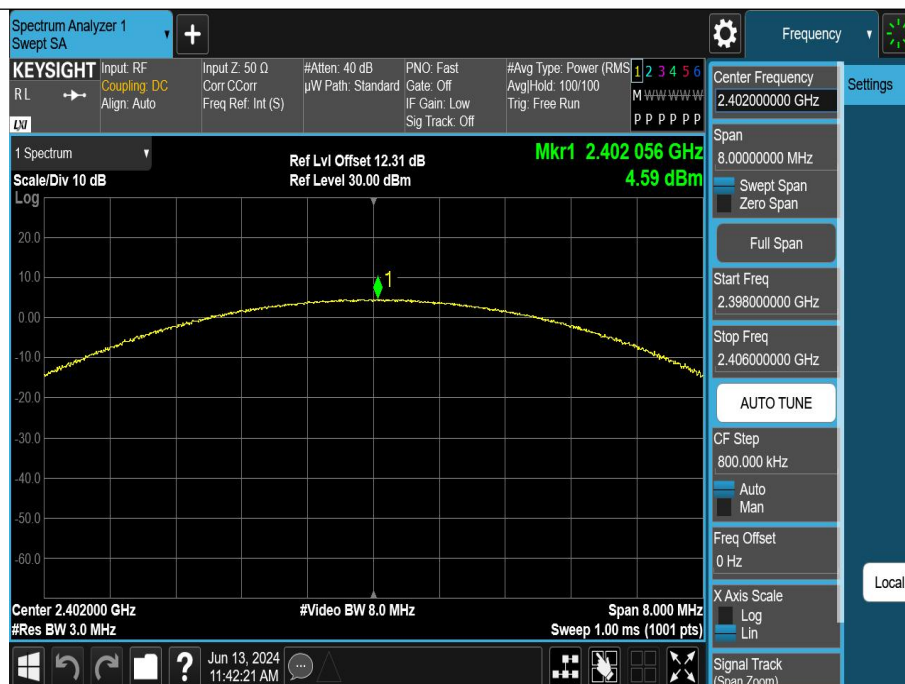 Spectrum Analyzer 1
Swept SA
Frequency
KEYSIGHT
RL
LXI
Input: RF
Coupling: DC
Align: Auto
Input Z: 50 Ω
Corr CCorr
Freq Ref: Int (S)
#Atten: 40 dB
µW Path: Standard
PNO: Fast
Gate: Off
IF Gain: Low
Sig Track: Off
#Avg Type: Power (RMS
Avg|Hold: 100/100
Trig: Free Run
1 2 3 4 5 6
M W W W W W
P P P P P P
1 Spectrum
Scale/Div 10 dB
Log
Ref Lvl Offset 12.31 dB
Ref Level 30.00 dBm
Mkr1 2.402 056 GHz
4.59 dBm
20.0
10.0
0.00
-10.0
-20.0
-30.0
-40.0
-50.0
-60.0
1
Center 2.402000 GHz
#Res BW 3.0 MHz
#Video BW 8.0 MHz
Span 8.000 MHz
Sweep 1.00 ms (1001 pts)
Jun 13, 2024
11:42:21 AM
Center Frequency
2.402000000 GHz
Settings
Span
8.00000000 MHz
Swept Span
Zero Span
Full Span
Start Freq
2.398000000 GHz
Stop Freq
2.406000000 GHz
AUTO TUNE
CF Step
800.000 kHz
Auto
Man
Freq Offset
0 Hz
X Axis Scale
Log
Lin
Local
Signal Track
(Span Zoom)